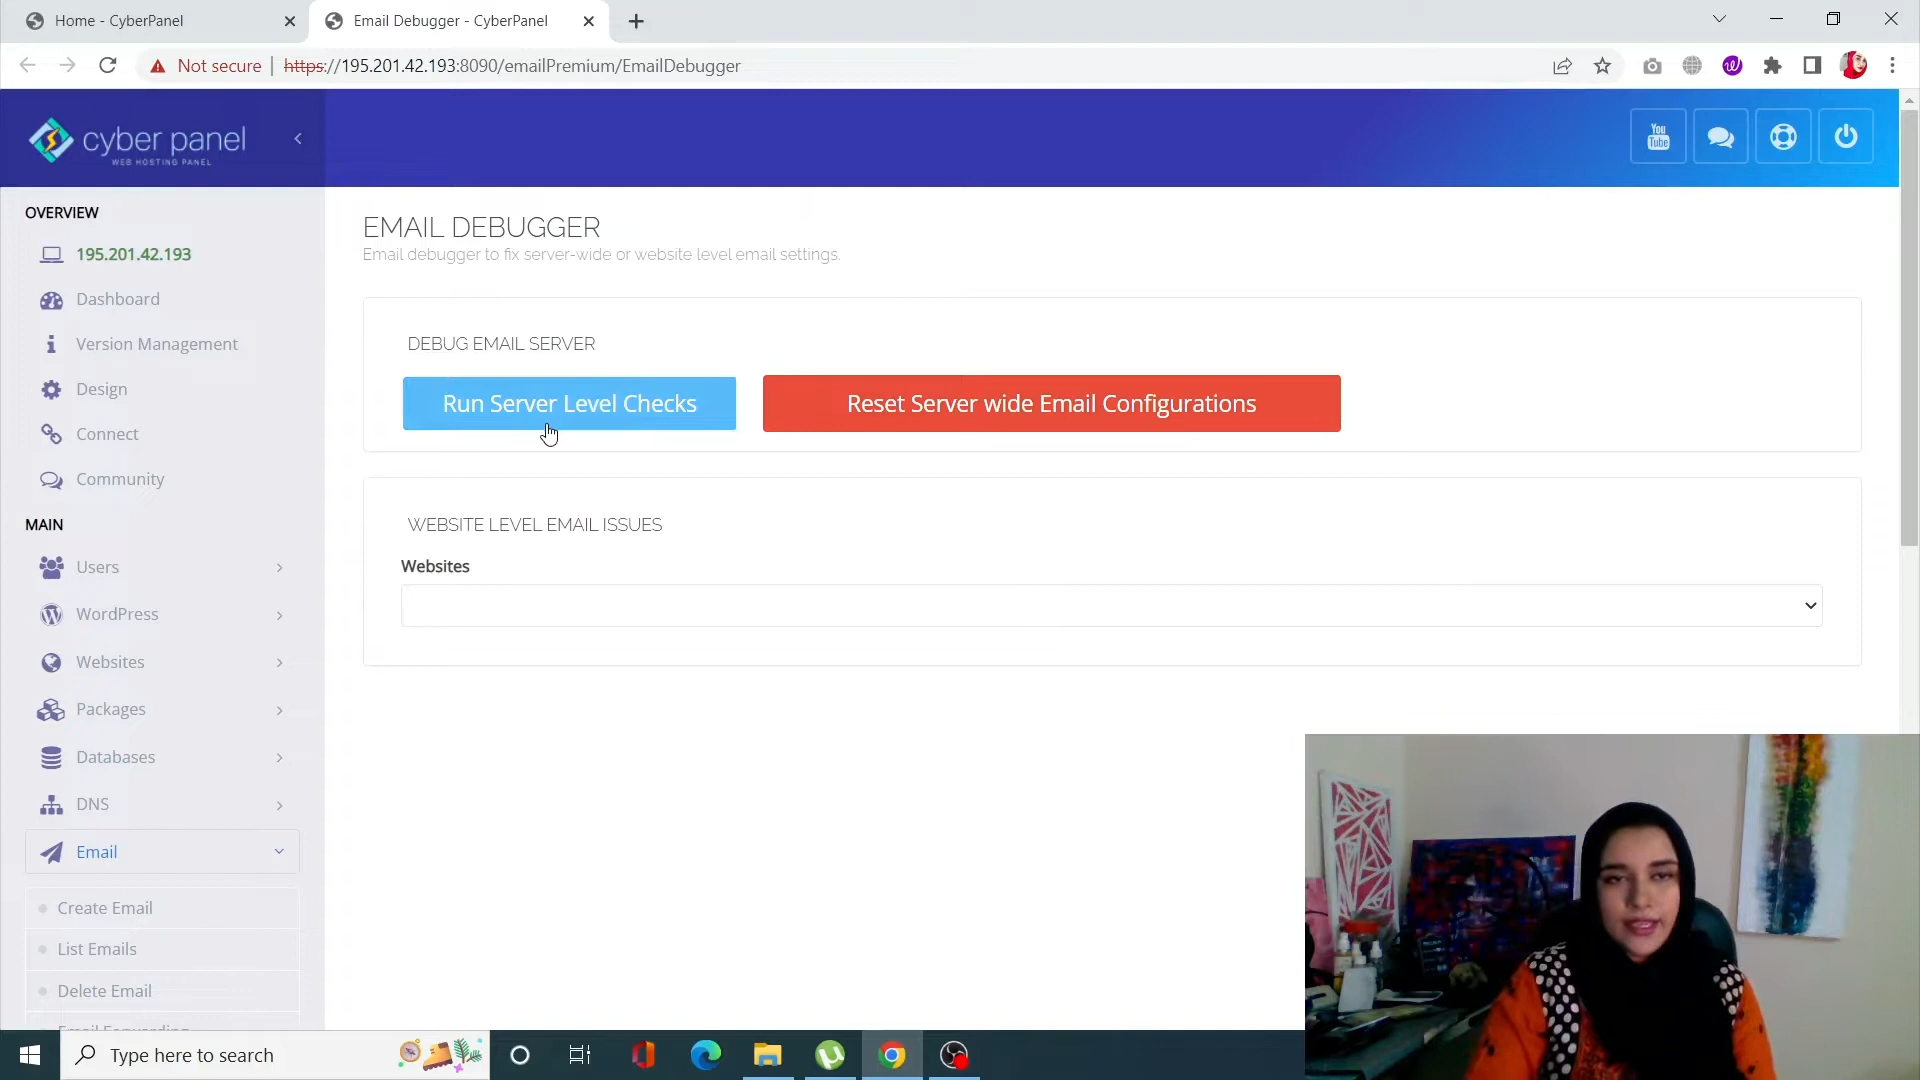 Home - CyberPanel
Email Debugger - CyberPanel
Not secure | https://195.201.42.193:8090/emailPremium/EmailDebugger
cyber panel
WEB HOSTING PANEL
You
Tube
OVERVIEW
195.201.42.193
Dashboard
Version Management
Design
Connect
Community
MAIN
Users
WordPress
Websites
Packages
Databases
DNS
Email
Create Email
List Emails
Delete Email
Email Forwarding
EMAIL DEBUGGER
Email debugger to fix server-wide or website level email settings.
DEBUG EMAIL SERVER
Run Server Level Checks
Reset Server wide Email Configurations
WEBSITE LEVEL EMAIL ISSUES
Websites
Type here to search